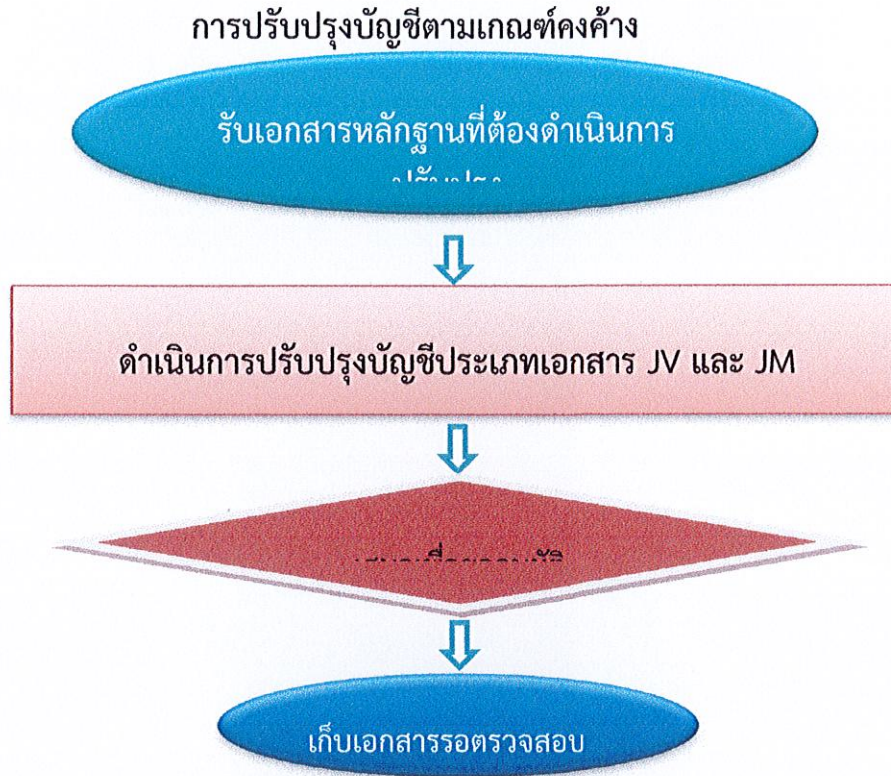 การปรับปรุงบัญชีตามเกณฑ์คงค้าง
รับเอกสารหลักฐานที่ต้องดำเนินการ
ดำเนินการปรับปรุงบัญชีประเภทเอกสาร JV และ JM
เก็บเอกสารรอตรวจสอบ